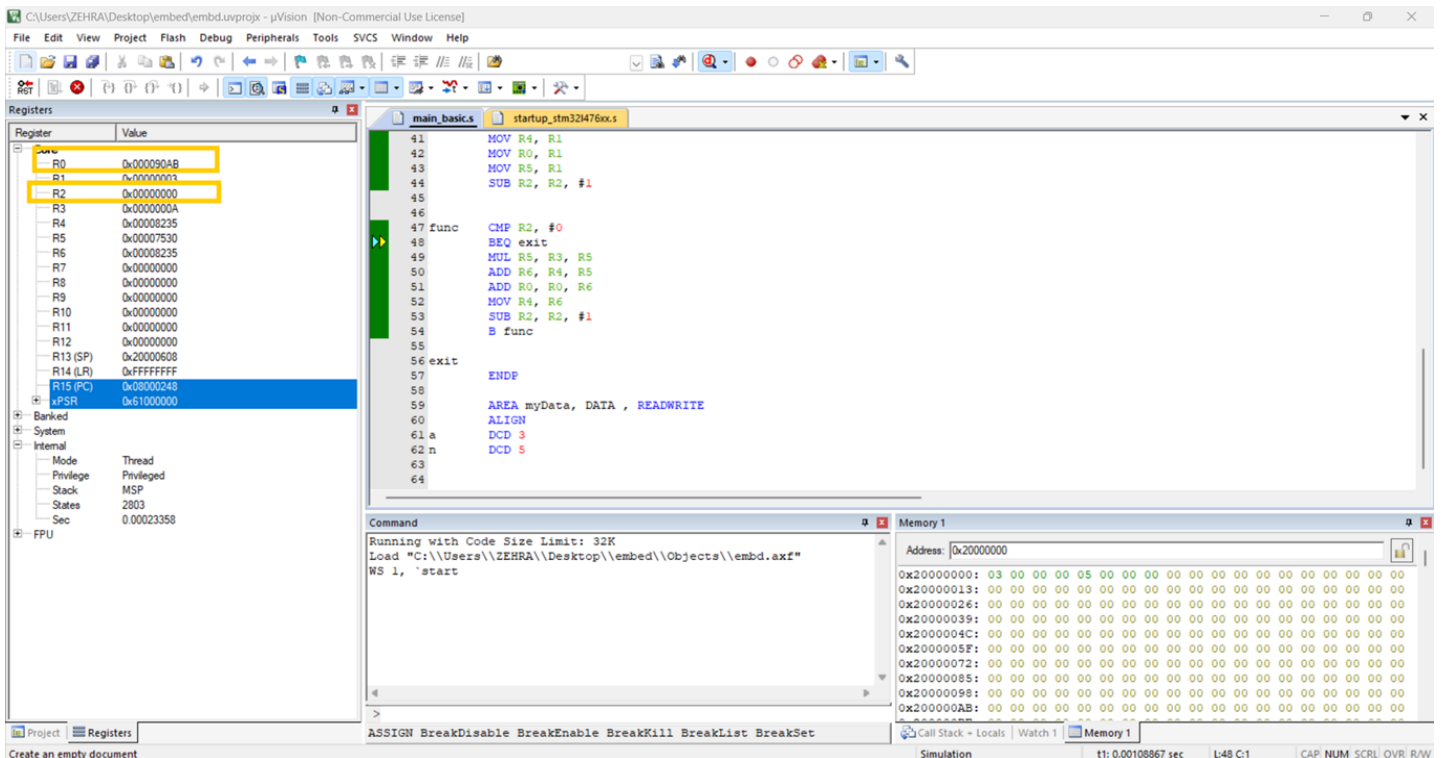 C:\Users\ZEHRA\Desktop\embed\embd.uvprojx - µVision [Non-Commercial Use License]
File Edit View Project Flash Debug Peripherals Tools SVCS Window Help
RST
Registers
Register Value
Core
R0 0x000090AB
R1 0x00000003
R2 0x00000000
R3 0x0000000A
R4 0x00008235
R5 0x00007530
R6 0x00008235
R7 0x00000000
R8 0x00000000
R9 0x00000000
R10 0x00000000
R11 0x00000000
R12 0x00000000
R13 (SP) 0x20000608
R14 (LR) 0xFFFFFFFF
R15 (PC) 0x08000248
xPSR 0x61000000
Banked
System
Internal
Mode Thread
Privilege Privileged
Stack MSP
States 2803
Sec 0.00023358
FPU
Project Registers
main_basic.s startup_stm32l476xx.s
41 MOV R4, R1
42 MOV R0, R1
43 MOV R5, R1
44 SUB R2, R2, #1
45
46
47 func CMP R2, #0
48 BEQ exit
49 MUL R5, R3, R5
50 ADD R6, R4, R5
51 ADD R0, R0, R6
52 MOV R4, R6
53 SUB R2, R2, #1
54 B func
55
56 exit
57 ENDP
58
59 AREA myData, DATA , READWRITE
60 ALIGN
61 a DCD 3
62 n DCD 5
63
64
Command
Running with Code Size Limit: 32K
Load "C:\\Users\\ZEHRA\\Desktop\\embed\\Objects\\embd.axf"
WS 1, `start
>
ASSIGN BreakDisable BreakEnable BreakKill BreakList BreakSet
Memory 1
Address: 0x20000000
0x20000000: 03 00 00 00 05 00 00 00 00 00 00 00 00 00 00 00 00 00 00
0x20000013: 00 00 00 00 00 00 00 00 00 00 00 00 00 00 00 00 00 00 00
0x20000026: 00 00 00 00 00 00 00 00 00 00 00 00 00 00 00 00 00 00 00
0x20000039: 00 00 00 00 00 00 00 00 00 00 00 00 00 00 00 00 00 00 00
0x2000004C: 00 00 00 00 00 00 00 00 00 00 00 00 00 00 00 00 00 00 00
0x2000005F: 00 00 00 00 00 00 00 00 00 00 00 00 00 00 00 00 00 00 00
0x20000072: 00 00 00 00 00 00 00 00 00 00 00 00 00 00 00 00 00 00 00
0x20000085: 00 00 00 00 00 00 00 00 00 00 00 00 00 00 00 00 00 00 00
0x20000098: 00 00 00 00 00 00 00 00 00 00 00 00 00 00 00 00 00 00 00
0x200000AB: 00 00 00 00 00 00 00 00 00 00 00 00 00 00 00 00 00 00 00
Call Stack + Locals Watch 1 Memory 1
Create an empty document Simulation t1: 0.00108867 sec L:48 C:1 CAP NUM SCRL OVR R/W